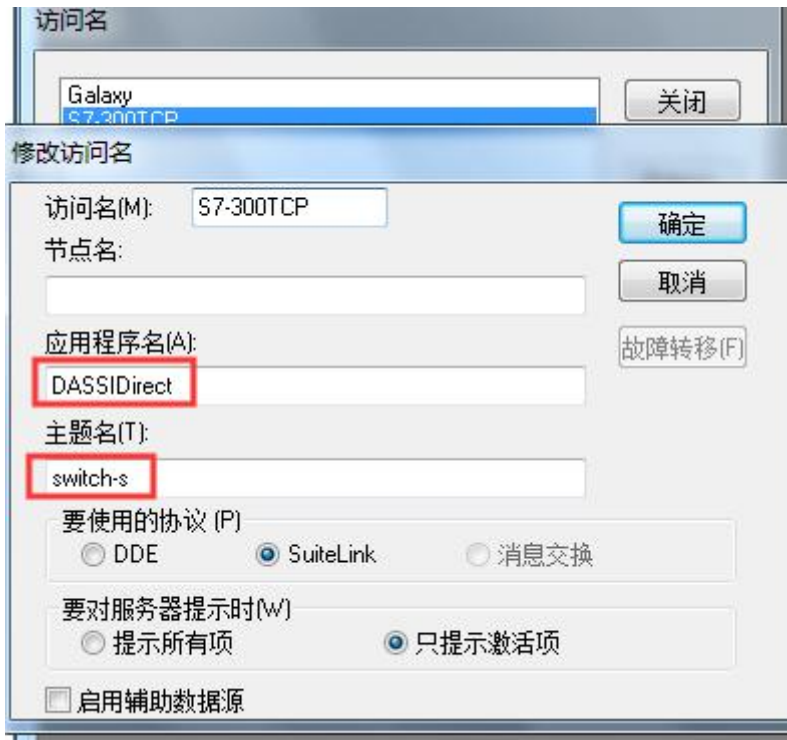 访问名
Galaxy
关闭
S7-300TCP
修改访问名
访问名(M): S7-300TCP
确定
节点名:
取消
应用程序名(A):
故障转移(F)
DASSIDirect
主题名(T):
switch-s
要使用的协议 (P)
DDE SuiteLink 消息交换
要对服务器提示时(W)
提示所有项 只提示激活项
启用辅助数据源